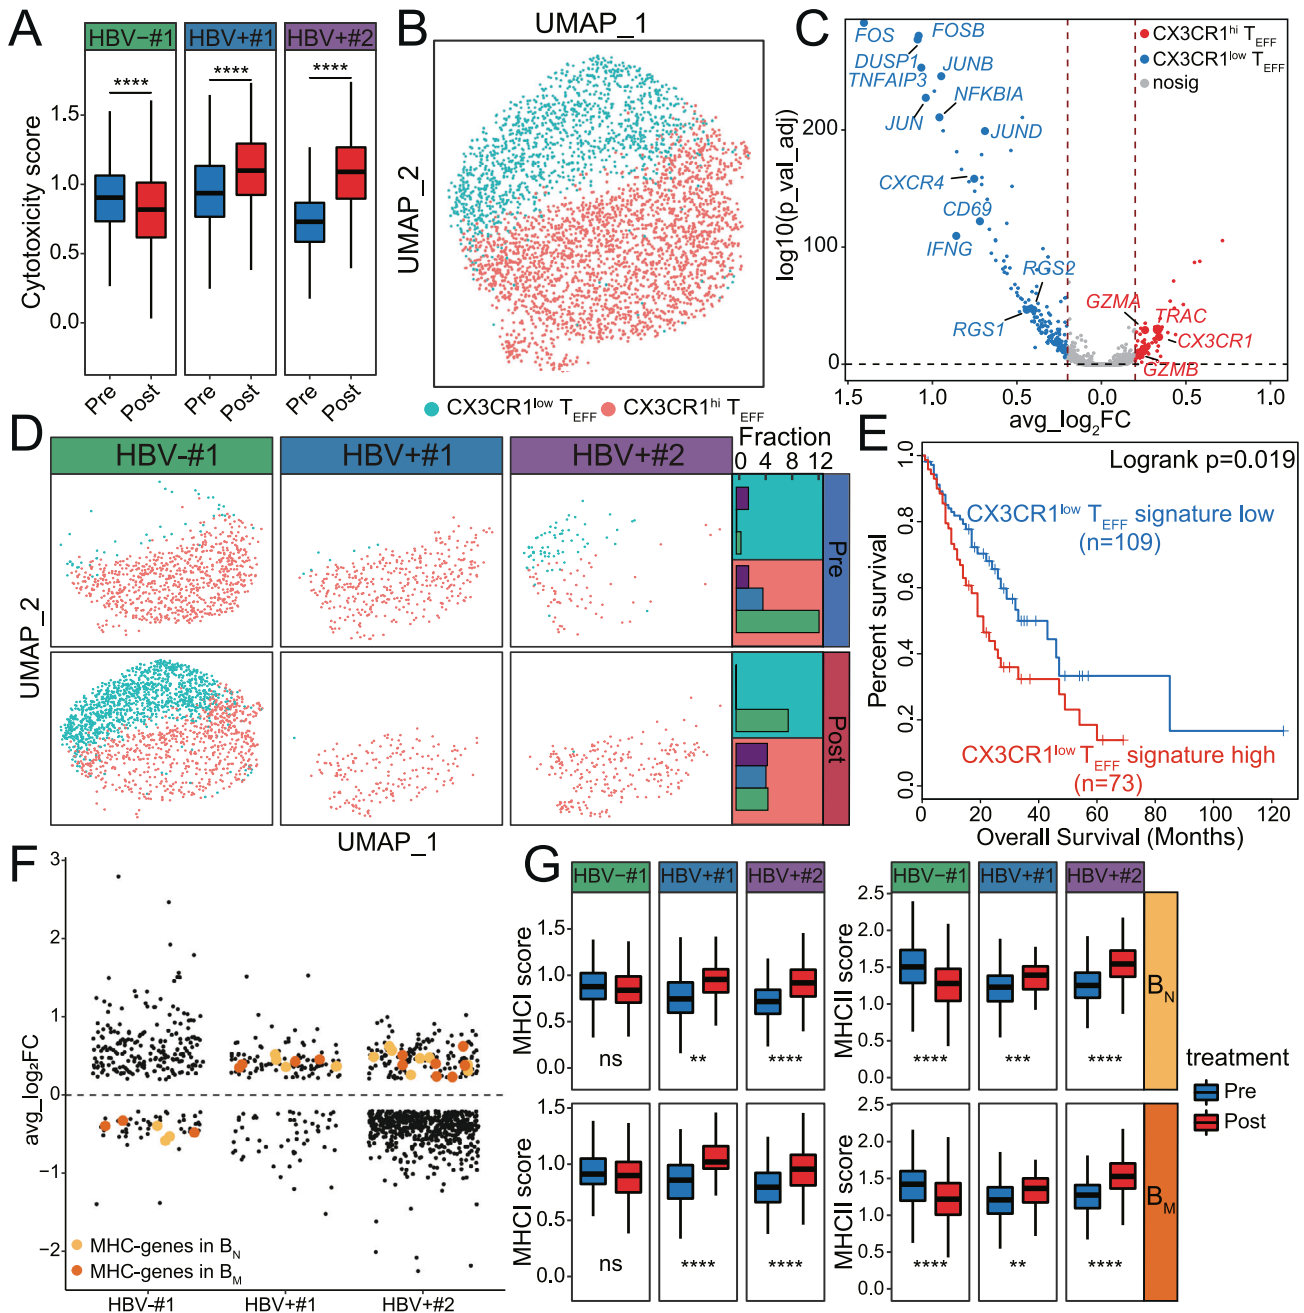 A
HBV−#1
HBV+#1
HBV+#2
Cytotoxicity score
1.5
1.0
0.5
0.0
****
****
****
Pre
Post
Pre
Post
Pre
Post
B
UMAP_1
UMAP_2
CX3CR1low TEFF
CX3CR1hi TEFF
C
log10(p_val_adj)
200
100
0
FOS
FOSB
DUSP1
TNFAIP3
JUNB
NFKBIA
JUN
JUND
CXCR4
CD69
IFNG
RGS2
RGS1
GZMA
TRAC
CX3CR1
GZMB
CX3CR1hi TEFF
CX3CR1low TEFF
nosig
1.5
1.0
0.5
0.0
0.5
1.0
avg_log2FC
D
HBV-#1
HBV+#1
HBV+#2
Fraction
0 4 8 12
Pre
Post
UMAP_2
UMAP_1
E
Logrank p=0.019
CX3CR1low TEFF signature low
(n=109)
CX3CR1low TEFF signature high
(n=73)
Percent survival
1.0
0.8
0.6
0.4
0.2
0.0
0 20 40 60 80 100 120
Overall Survival (Months)
F
avg_log2FC
3
2
1
0
−1
−2
MHC-genes in BN
MHC-genes in BM
HBV-#1
HBV+#1
HBV+#2
G
HBV−#1
HBV+#1
HBV+#2
MHCI score
1.5
1.0
0.5
0.0
ns
**
****
MHCI score
1.5
1.0
0.5
0.0
ns
****
****
HBV−#1
HBV+#1
HBV+#2
MHCII score
2.5
2.0
1.5
1.0
0.5
0.0
****
***
****
BN
MHCII score
2.5
2.0
1.5
1.0
0.5
0.0
****
**
****
BM
treatment
Pre
Post